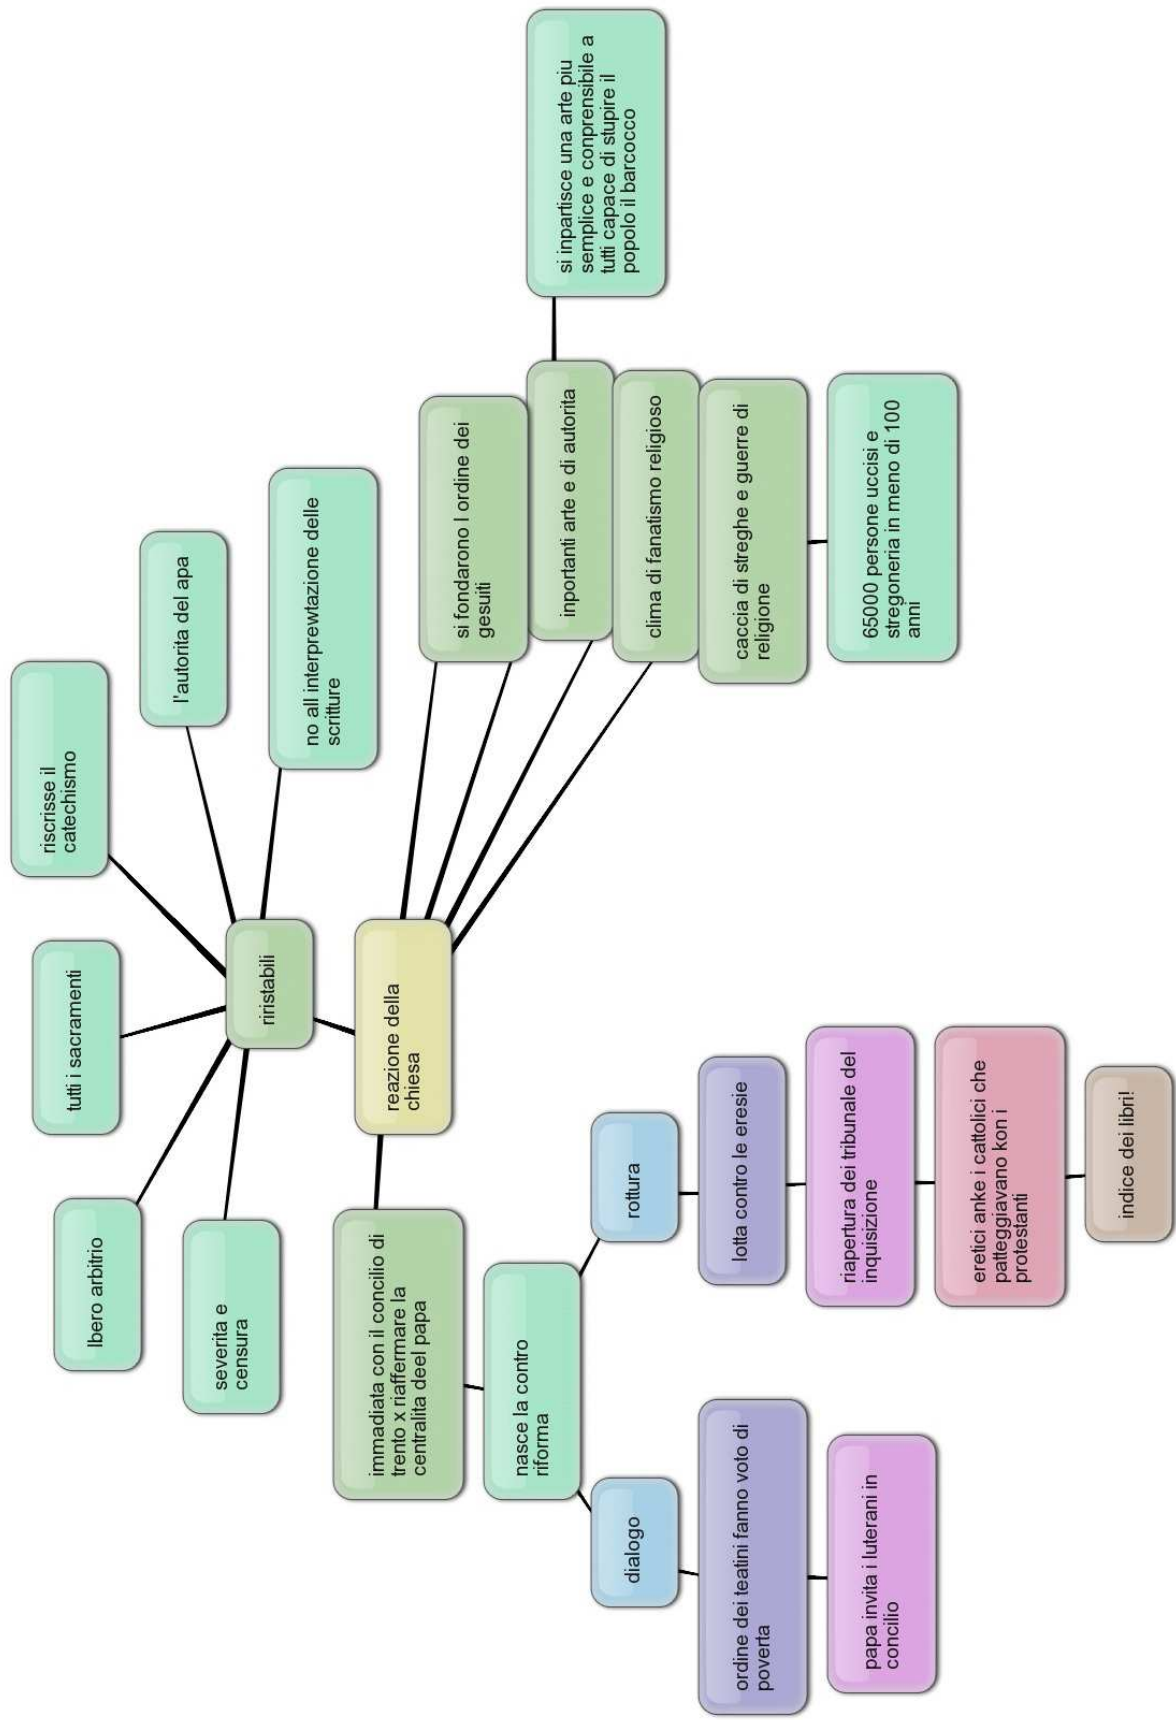 lbero arbitrio
tutti i sacramenti
riscrisse il
catechismo
l'autorita del apa
severita e
censura
no all interprewtazione delle
scritture
riristabili
reazione della
chiesa
immadiata con il concilio di
trento x riaffermare la
centralita deel papa
nasce la contro
riforma
dialogo
ordine dei teatini fanno voto di
poverta
papa invita i luterani in
concilio
rottura
lotta contro le eresie
riapertura dei tribunale del
inquisizione
eretici anke i cattolici che
patteggiavano kon i
protestanti
indice dei libri!
si fondarono l ordine dei
gesuiti
inportanti arte e di autorita
si inpartisce una arte piu
semplice e conprensibile a
tutti capace di stupire il
popolo il barcocco
clima di fanatismo religioso
caccia di streghe e guerre di
religione
65000 persone uccisi e
stregoneria in meno di 100
anni